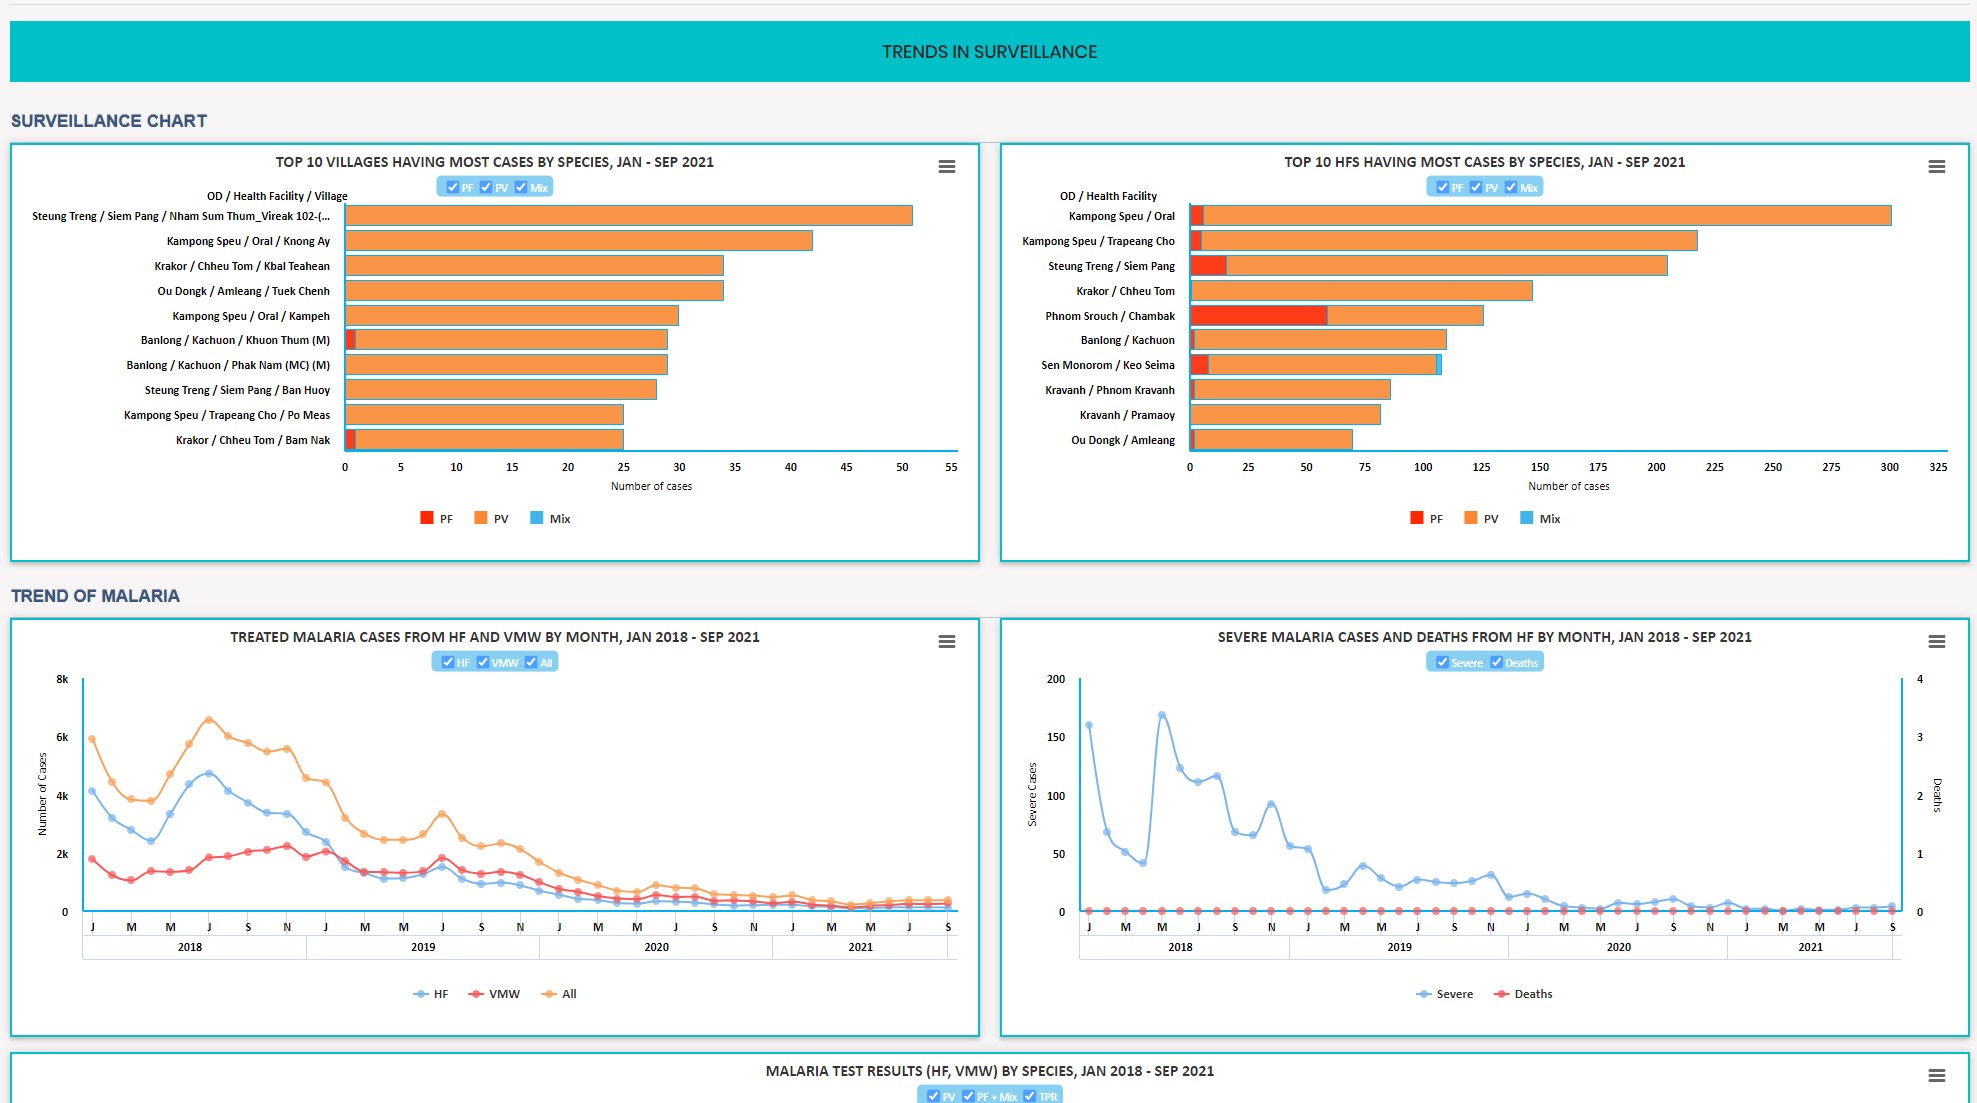 TRENDS IN SURVEILLANCE
SURVEILLANCE CHART
TOP 10 VILLAGES HAVING MOST CASES BY SPECIES, JAN - SEP 2021
PF PV Mix
OD / Health Facility / Village
Steung Treng / Siem Pang / Nham Sum Thum_Vireak 102-(...
Kampong Speu / Oral / Knong Ay
Krakor / Chheu Tom / Kbal Teahean
Ou Dongk / Amleang / Tuek Chenh
Kampong Speu / Oral / Kampeh
Banlong / Kachuon / Khuon Thum (M)
Banlong / Kachuon / Phak Nam (MC) (M)
Steung Treng / Siem Pang / Ban Huoy
Kampong Speu / Trapeang Cho / Po Meas
Krakor / Chheu Tom / Bam Nak
0 5 10 15 20 25 30 35 40 45 50 55
Number of cases
PF PV Mix
TOP 10 HFS HAVING MOST CASES BY SPECIES, JAN - SEP 2021
PF PV Mix
OD / Health Facility
Kampong Speu / Oral
Kampong Speu / Trapeang Cho
Steung Treng / Siem Pang
Krakor / Chheu Tom
Phnom Srouch / Chambak
Banlong / Kachuon
Sen Monorom / Keo Seima
Kravanh / Phnom Kravanh
Kravanh / Pramaoy
Ou Dongk / Amleang
0 25 50 75 100 125 150 175 200 225 250 275 300 325
Number of cases
PF PV Mix
TREND OF MALARIA
TREATED MALARIA CASES FROM HF AND VMW BY MONTH, JAN 2018 - SEP 2021
HF VMW All
8k
6k
4k
2k
0
Number of Cases
J M M J S N J M M J S N J M M J S N J M M J S
2018 2019 2020 2021
HF VMW All
SEVERE MALARIA CASES AND DEATHS FROM HF BY MONTH, JAN 2018 - SEP 2021
Severe Deaths
200 4
150 3
100 2
50 1
0 0
Severe Cases
Deaths
J M M J S N J M M J S N J M M J S N J M M J S
2018 2019 2020 2021
Severe Deaths
MALARIA TEST RESULTS (HF, VMW) BY SPECIES, JAN 2018 - SEP 2021
PV PF + Mix TPR